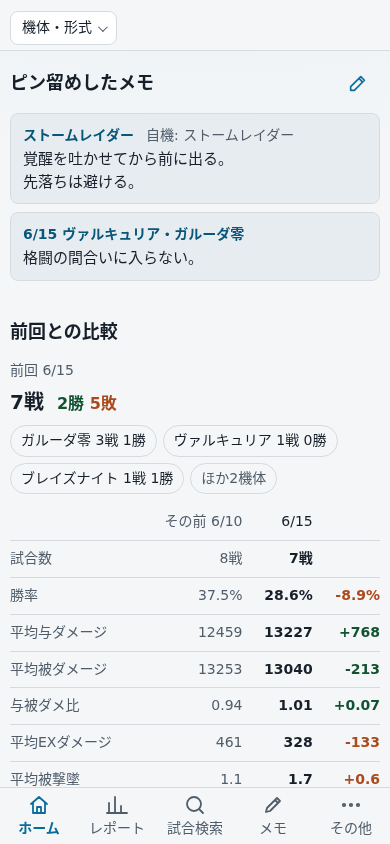 機体・形式
ピン留めしたメモ
ストームレイダー 自機: ストームレイダー
覚醒を吐かせてから前に出る。
先落ちは避ける。
6/15 ヴァルキュリア・ガルーダ零
格闘の間合いに入らない。
前回との比較
前回 6/15
7戦 2勝 5敗
ガルーダ零 3戦 1勝 ヴァルキュリア 1戦 0勝
ブレイズナイト 1戦 1勝 ほか2機体
その前 6/10 6/15
試合数 8戦 7戦
勝率 37.5% 28.6% -8.9%
平均与ダメージ 12459 13227 +768
平均被ダメージ 13253 13040 -213
与被ダメ比 0.94 1.01 +0.07
平均EXダメージ 461 328 -133
平均被撃墜 1.1 1.7 +0.6
ホーム レポート 試合検索 メモ その他